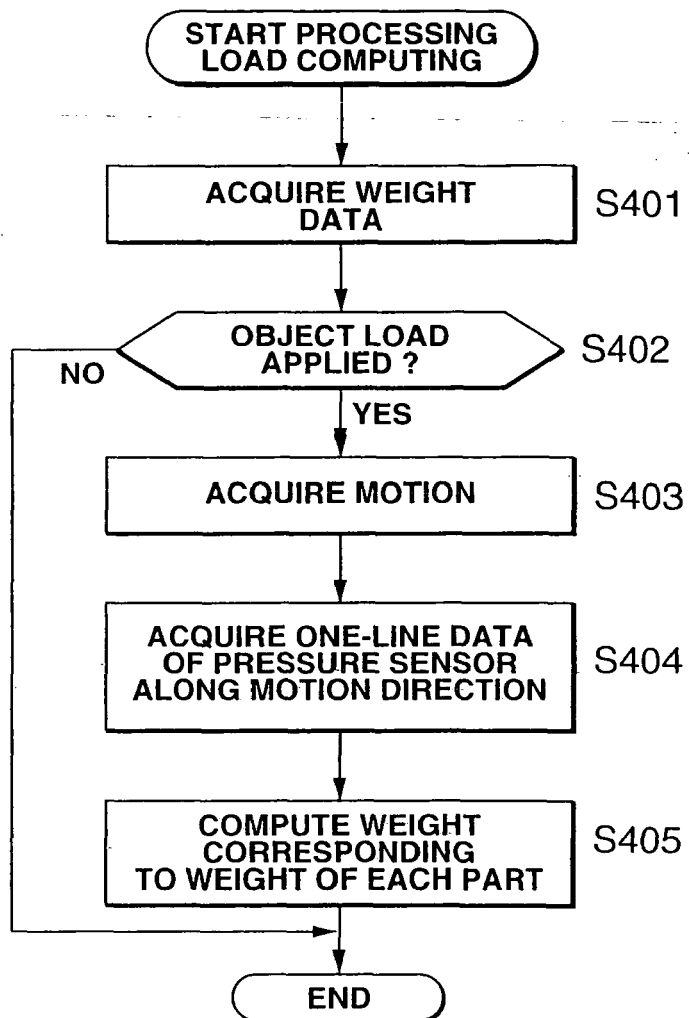 START PROCESSING
LOAD COMPUTING
ACQUIRE WEIGHT
DATA
S401
OBJECT LOAD
APPLIED ?
S402
NO
YES
ACQUIRE MOTION
S403
ACQUIRE ONE-LINE DATA
OF PRESSURE SENSOR
ALONG MOTION DIRECTION
S404
COMPUTE WEIGHT
CORRESPONDING
TO WEIGHT OF EACH PART
S405
END